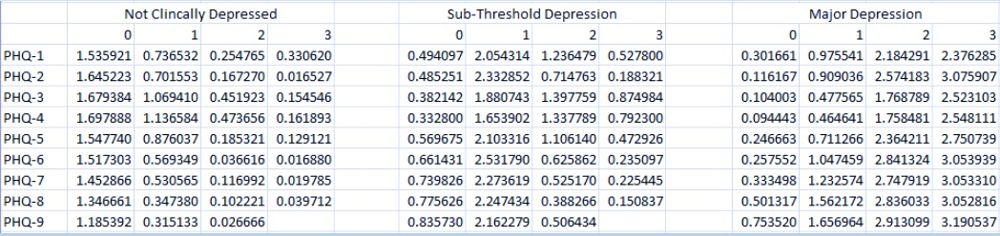 Not Clincally Depressed Sub-Threshold Depression Major Depression
0 1 2 3 0 1 2 3 0 1 2 3
PHQ-1 1.535921 0.736532 0.254765 0.330620 0.494097 2.054314 1.236479 0.527800 0.301661 0.975541 2.184291 2.376285
PHQ-2 1.645223 0.701553 0.167270 0.016527 0.485251 2.332852 0.714763 0.188321 0.116167 0.909036 2.574183 3.075907
PHQ-3 1.679384 1.069410 0.451923 0.154546 0.382142 1.880743 1.397759 0.874984 0.104003 0.477565 1.768789 2.523103
PHQ-4 1.697888 1.136584 0.473656 0.161893 0.332800 1.653902 1.337789 0.792300 0.094443 0.464641 1.758481 2.548111
PHQ-5 1.547740 0.876037 0.185321 0.129121 0.569675 2.103316 1.106140 0.472926 0.246663 0.711266 2.364211 2.750739
PHQ-6 1.517303 0.569349 0.036616 0.016880 0.661431 2.531790 0.625862 0.235097 0.257552 1.047459 2.841324 3.053939
PHQ-7 1.452866 0.530565 0.116992 0.019785 0.739826 2.273619 0.525170 0.225445 0.333498 1.232574 2.747919 3.053310
PHQ-8 1.346661 0.347380 0.102221 0.039712 0.775626 2.247434 0.388266 0.150837 0.501317 1.562172 2.836033 3.052816
PHQ-9 1.185392 0.315133 0.026666 0.835730 2.162279 0.506434 0.753520 1.656964 2.913099 3.190537